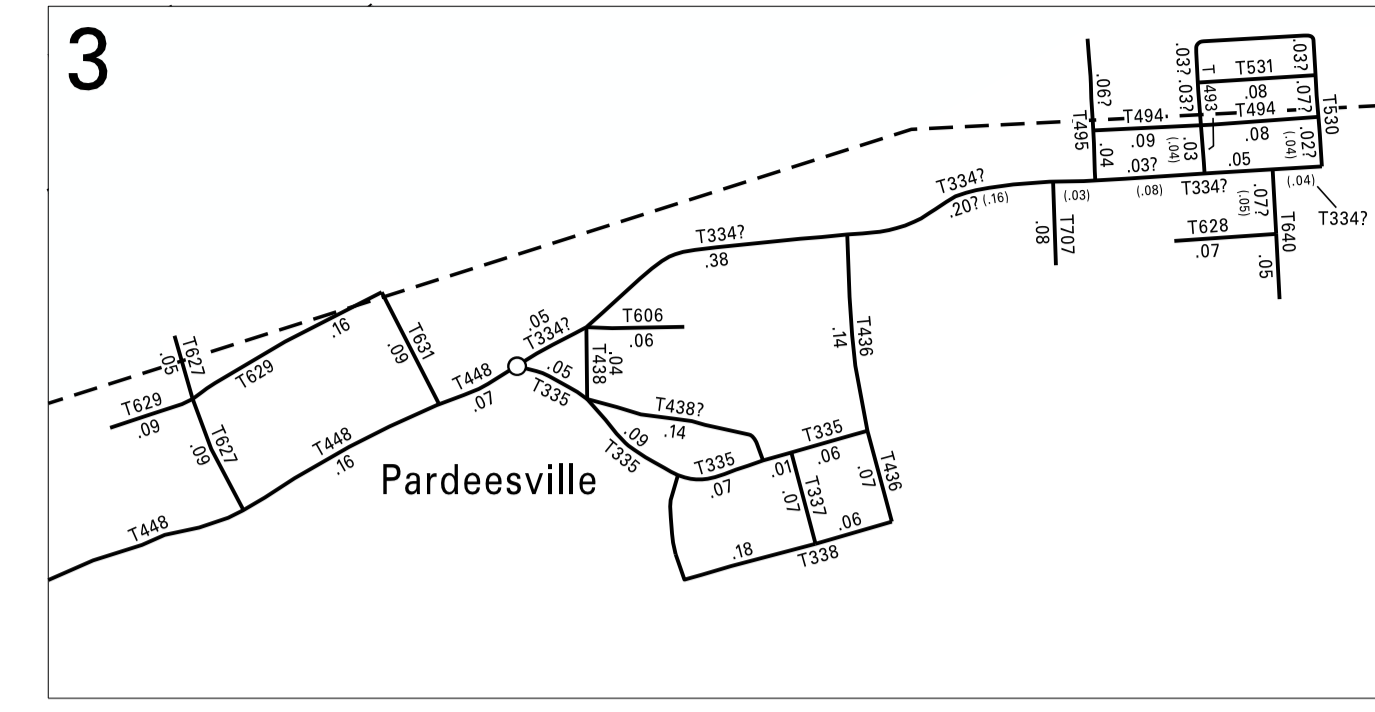 3
.03?
.03?
T531
.03?
.06?
.03?
T
493
.08
.07?
T530
T495
T494
T494
.09
(.04)
.03
.08
.02?
(.04)
.04
.03?
.05
T334?
.20?
(.16)
(.03)
(.08)
T334?
(.04)
T334?
.07?
(.05)
.08
T707
T628
.07
T640
.05
T334?
.38
.16
T631
.09
.05
T334?
T606
.06
T436
.14
T627
.05
T629
T448
.07
.05
T335
T438
.04
T629
.09
T438?
.14
T627
.09
T448
.16
.09
T335
T335
.06
T335
.07
.01
T436
.07
Pardeesville
T337
.07
.06
T448
.18
T338